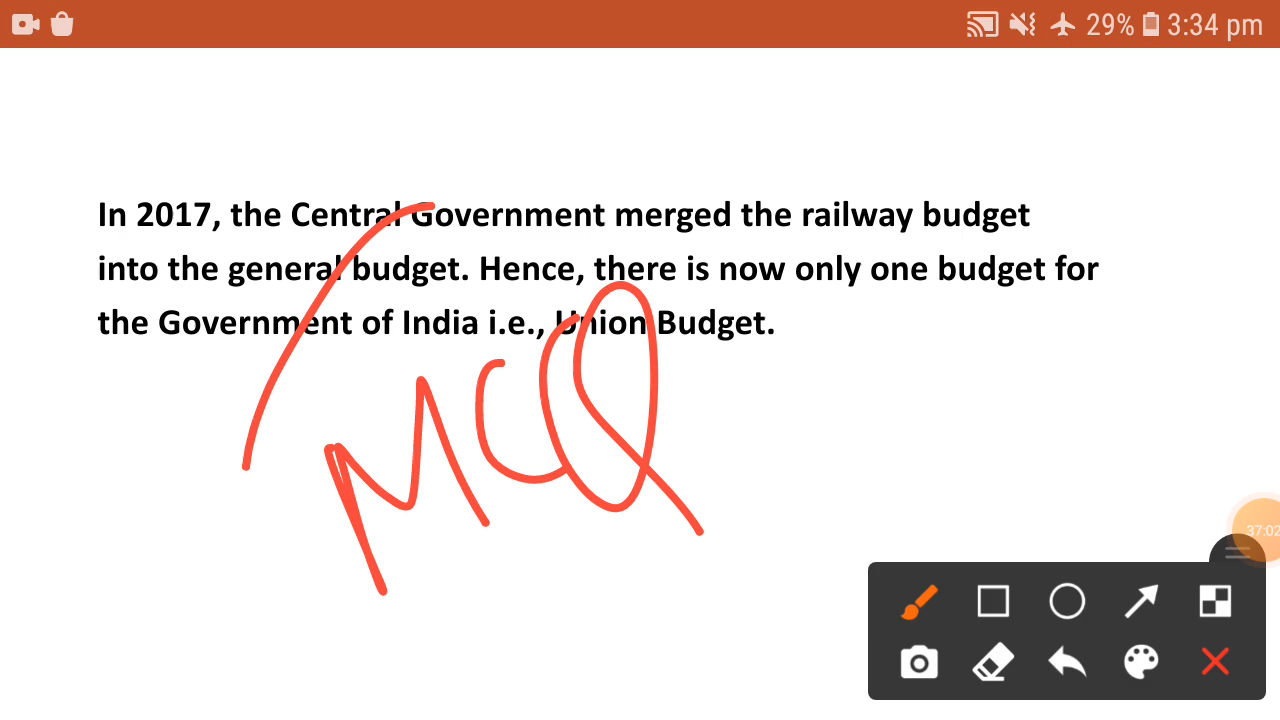 29% 3:34 pm
In 2017, the Central Government merged the railway budget
into the general budget. Hence, there is now only one budget for
the Government of India i.e., Union Budget.
MCQ
37:02